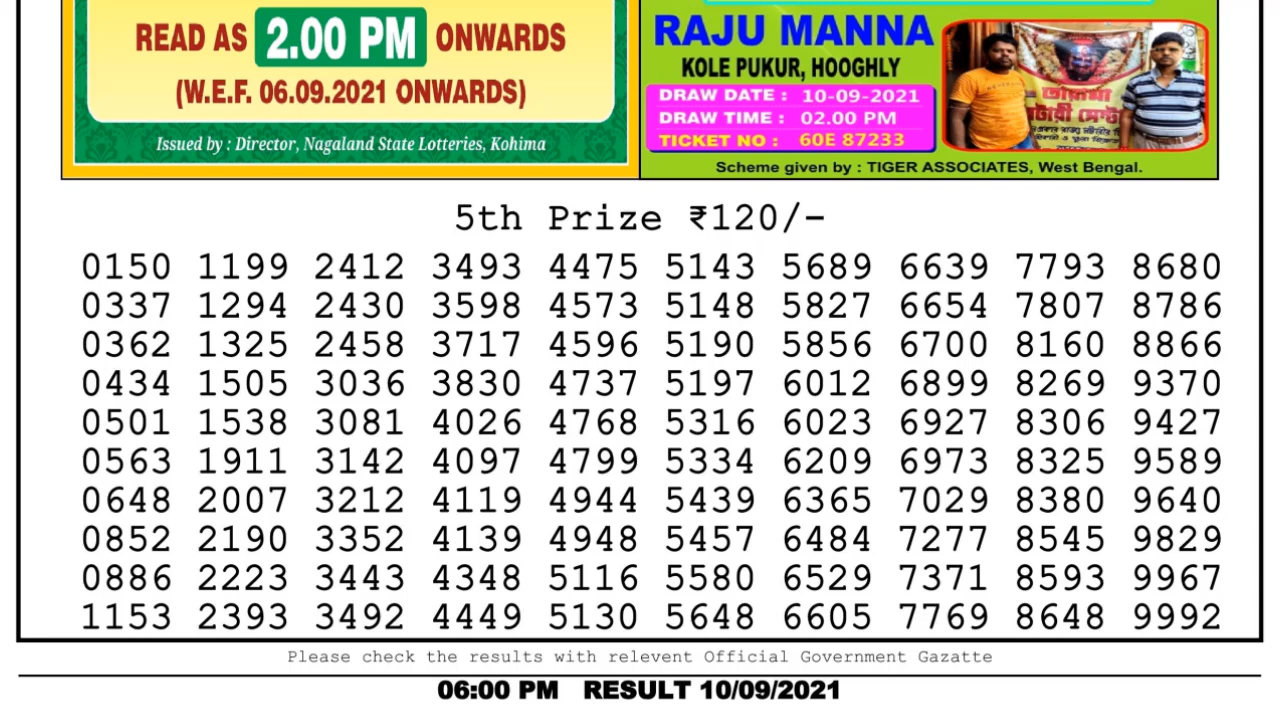 READ AS 2.00 PM ONWARDS
(W.E.F. 06.09.2021 ONWARDS)
Issued by : Director, Nagaland State Lotteries, Kohima
RAJU MANNA
KOLE PUKUR, HOOGHLY
DRAW DATE : 10-09-2021
DRAW TIME : 02.00 PM
TICKET NO : 60E 87233
Scheme given by : TIGER ASSOCIATES, West Bengal.
5th Prize ₹120/-
0150 1199 2412 3493 4475 5143 5689 6639 7793 8680
0337 1294 2430 3598 4573 5148 5827 6654 7807 8786
0362 1325 2458 3717 4596 5190 5856 6700 8160 8866
0434 1505 3036 3830 4737 5197 6012 6899 8269 9370
0501 1538 3081 4026 4768 5316 6023 6927 8306 9427
0563 1911 3142 4097 4799 5334 6209 6973 8325 9589
0648 2007 3212 4119 4944 5439 6365 7029 8380 9640
0852 2190 3352 4139 4948 5457 6484 7277 8545 9829
0886 2223 3443 4348 5116 5580 6529 7371 8593 9967
1153 2393 3492 4449 5130 5648 6605 7769 8648 9992
Please check the results with relevent Official Government Gazatte
06:00 PM RESULT 10/09/2021